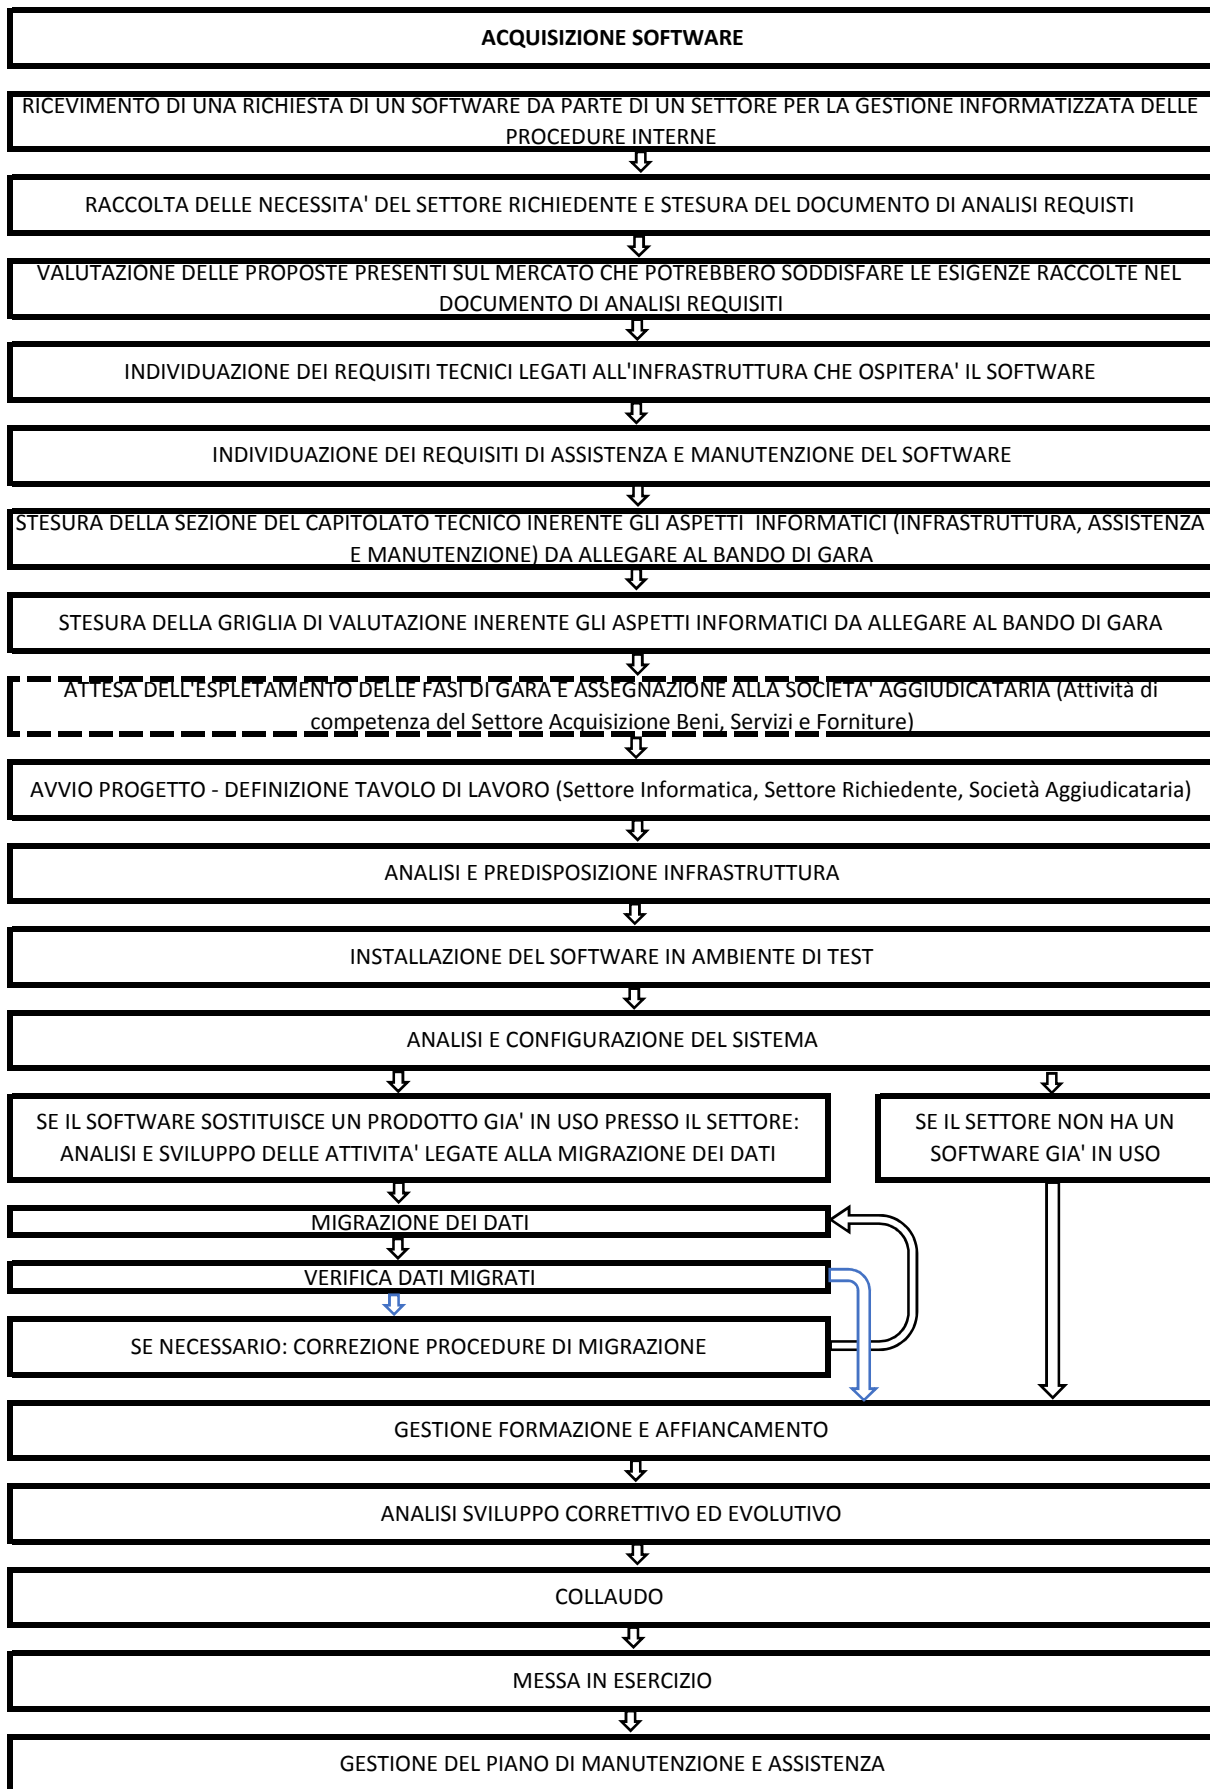 ACQUISIZIONE SOFTWARE
RICEVIMENTO DI UNA RICHIESTA DI UN SOFTWARE DA PARTE DI UN SETTORE PER LA GESTIONE INFORMATIZZATA DELLE
PROCEDURE INTERNE
RACCOLTA DELLE NECESSITA' DEL SETTORE RICHIEDENTE E STESURA DEL DOCUMENTO DI ANALISI REQUISTI
VALUTAZIONE DELLE PROPOSTE PRESENTI SUL MERCATO CHE POTREBBERO SODDISFARE LE ESIGENZE RACCOLTE NEL
DOCUMENTO DI ANALISI REQUISITI
INDIVIDUAZIONE DEI REQUISITI TECNICI LEGATI ALL'INFRASTRUTTURA CHE OSPITERA' IL SOFTWARE
INDIVIDUAZIONE DEI REQUISITI DI ASSISTENZA E MANUTENZIONE DEL SOFTWARE
STESURA DELLA SEZIONE DEL CAPITOLATO TECNICO INERENTE GLI ASPETTI  INFORMATICI (INFRASTRUTTURA, ASSISTENZA
E MANUTENZIONE) DA ALLEGARE AL BANDO DI GARA
STESURA DELLA GRIGLIA DI VALUTAZIONE INERENTE GLI ASPETTI INFORMATICI DA ALLEGARE AL BANDO DI GARA
ATTESA DELL'ESPLETAMENTO DELLE FASI DI GARA E ASSEGNAZIONE ALLA SOCIETA' AGGIUDICATARIA (Attività di
competenza del Settore Acquisizione Beni, Servizi e Forniture)
AVVIO PROGETTO - DEFINIZIONE TAVOLO DI LAVORO (Settore Informatica, Settore Richiedente, Società Aggiudicataria)
ANALISI E PREDISPOSIZIONE INFRASTRUTTURA
INSTALLAZIONE DEL SOFTWARE IN AMBIENTE DI TEST
ANALISI E CONFIGURAZIONE DEL SISTEMA
SE IL SOFTWARE SOSTITUISCE UN PRODOTTO GIA' IN USO PRESSO IL SETTORE:
ANALISI E SVILUPPO DELLE ATTIVITA' LEGATE ALLA MIGRAZIONE DEI DATI
SE IL SETTORE NON HA UN
SOFTWARE GIA' IN USO
MIGRAZIONE DEI DATI
VERIFICA DATI MIGRATI
SE NECESSARIO: CORREZIONE PROCEDURE DI MIGRAZIONE
GESTIONE FORMAZIONE E AFFIANCAMENTO
ANALISI SVILUPPO CORRETTIVO ED EVOLUTIVO
COLLAUDO
MESSA IN ESERCIZIO
GESTIONE DEL PIANO DI MANUTENZIONE E ASSISTENZA